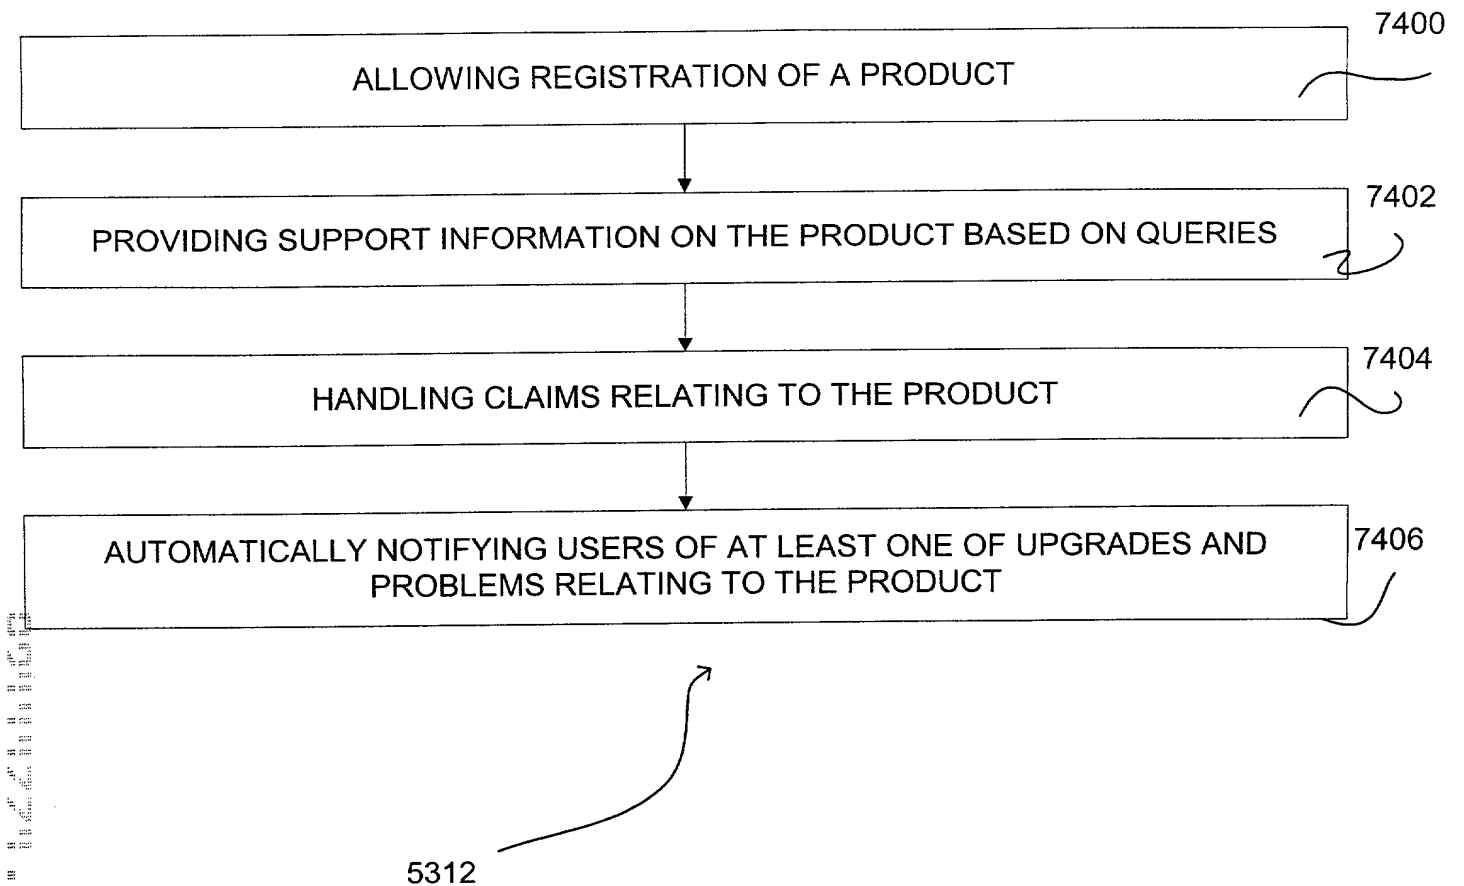 7400
ALLOWING REGISTRATION OF A PRODUCT
7402
PROVIDING SUPPORT INFORMATION ON THE PRODUCT BASED ON QUERIES
7404
HANDLING CLAIMS RELATING TO THE PRODUCT
7406
AUTOMATICALLY NOTIFYING USERS OF AT LEAST ONE OF UPGRADES AND
PROBLEMS RELATING TO THE PRODUCT
5312